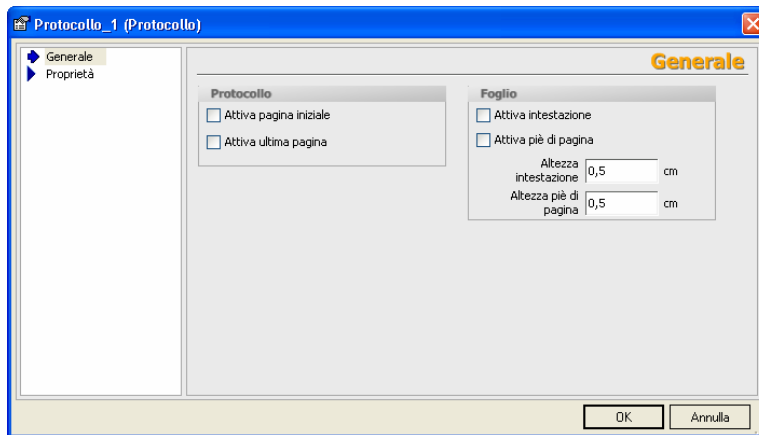 Protocollo_1 (Protocollo)
Generale
Proprietà
Generale
Protocollo
Attiva pagina iniziale
Attiva ultima pagina
Foglio
Attiva intestazione
Attiva piè di pagina
Altezza
intestazione 0,5 cm
Altezza piè di
pagina 0,5 cm
OK Annulla